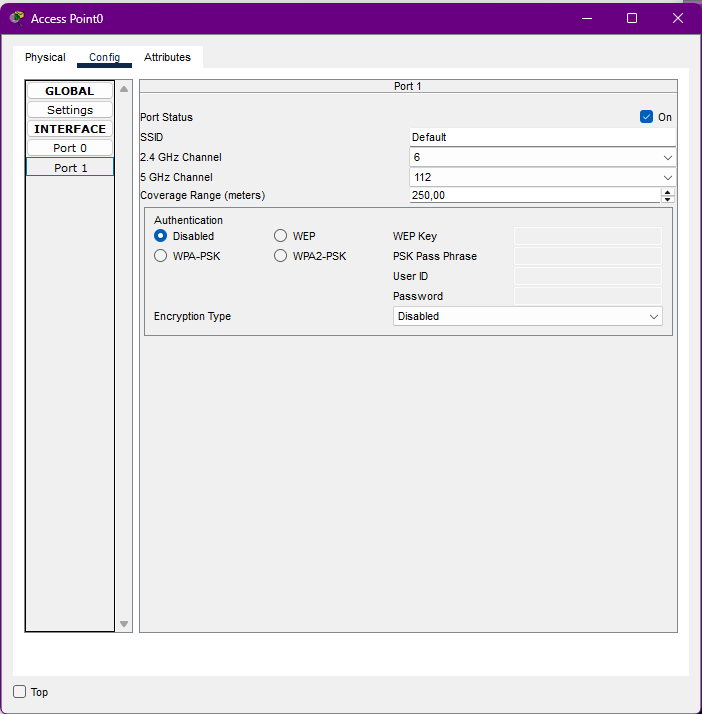 Access Point0
Physical Config Attributes
GLOBAL
Settings
INTERFACE
Port 0
Port 1
Port 1
Port Status On
SSID Default
2.4 GHz Channel 6
5 GHz Channel 112
Coverage Range (meters) 250,00
Authentication
Disabled WEP WEP Key
WPA-PSK WPA2-PSK PSK Pass Phrase
User ID
Password
Encryption Type Disabled
Top